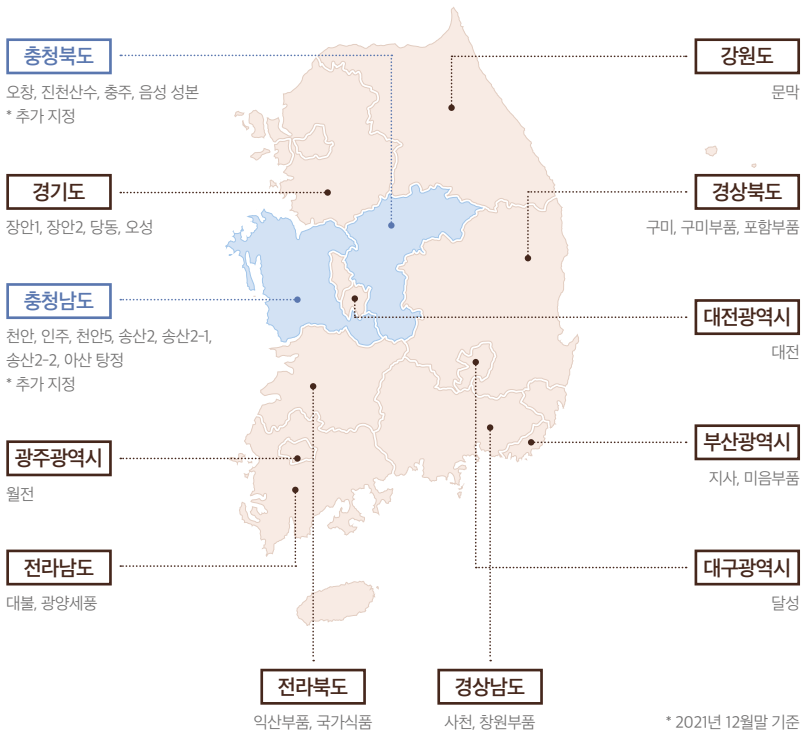 충청북도
오창, 진천산수, 충주, 음성 성본
* 추가 지정
경기도
장안1, 장안2, 당동, 오성
충청남도
천안, 인주, 천안5, 송산2, 송산2-1,
송산2-2, 아산 탕정
* 추가 지정
광주광역시
월전
전라남도
대불, 광양세풍
전라북도
익산부품, 국가식품
경상남도
사천, 창원부품
강원도
문막
경상북도
구미, 구미부품, 포함부품
대전광역시
대전
부산광역시
지사, 미음부품
대구광역시
달성
* 2021년 12월말 기준